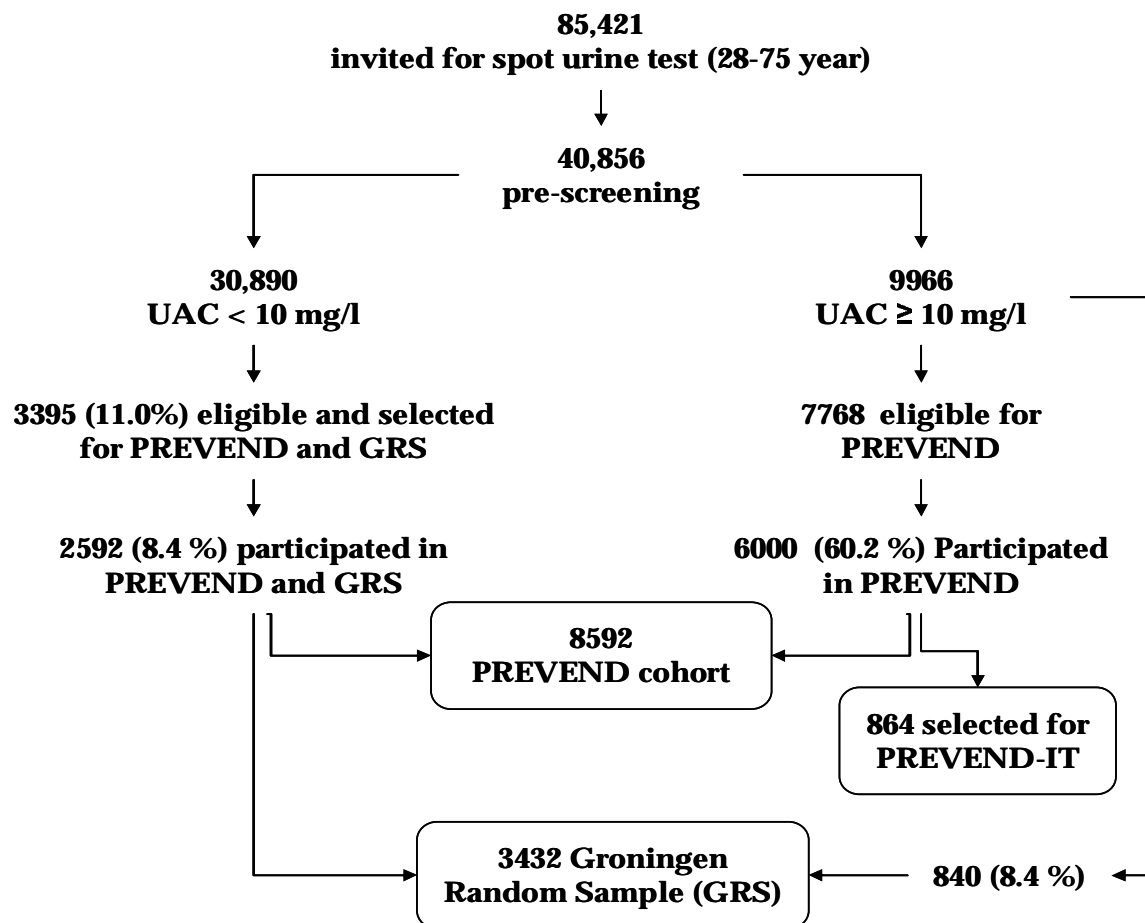 85,421
invited for spot urine test (28-75 year)
40,856
pre-screening
30,890
UAC < 10 mg/l
9966
UAC ≥ 10 mg/l
3395 (11.0%) eligible and selected
for PREVEND and GRS
7768 eligible for
PREVEND
2592 (8.4 %) participated in
PREVEND and GRS
6000 (60.2 %) Participated
in PREVEND
8592
PREVEND cohort
864 selected for
PREVEND-IT
3432 Groningen
Random Sample (GRS)
840 (8.4 %)